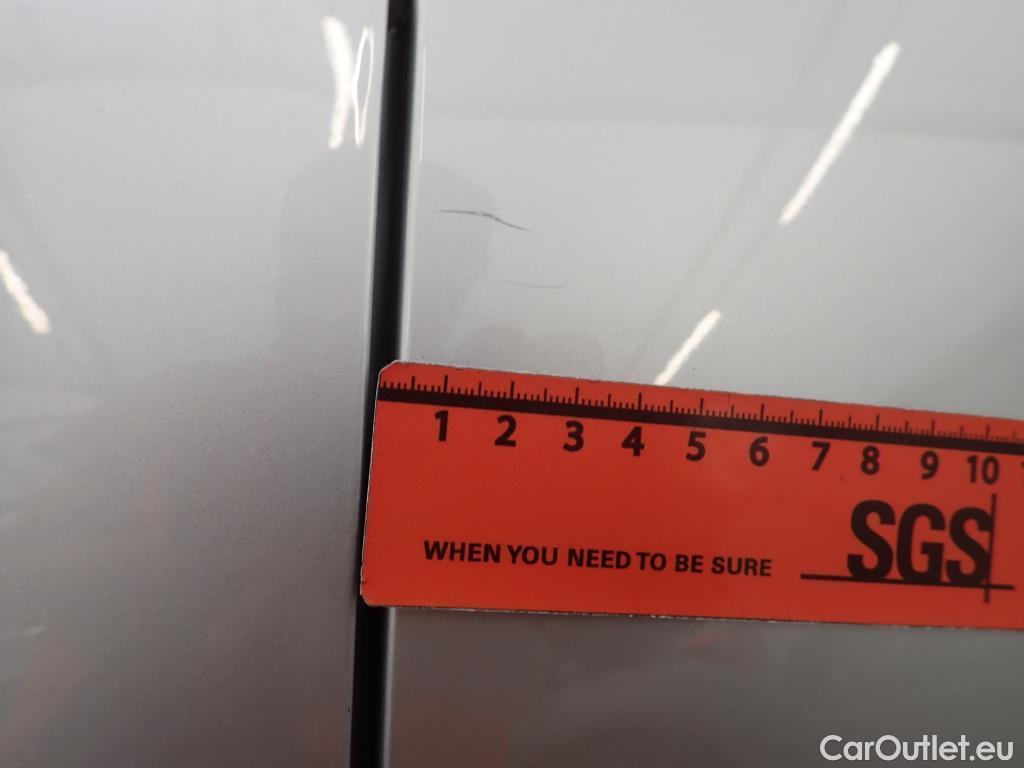 1 2 3 4 5 6 7 8 9 10
SGS
WHEN YOU NEED TO BE SURE
CarOutlet.eu